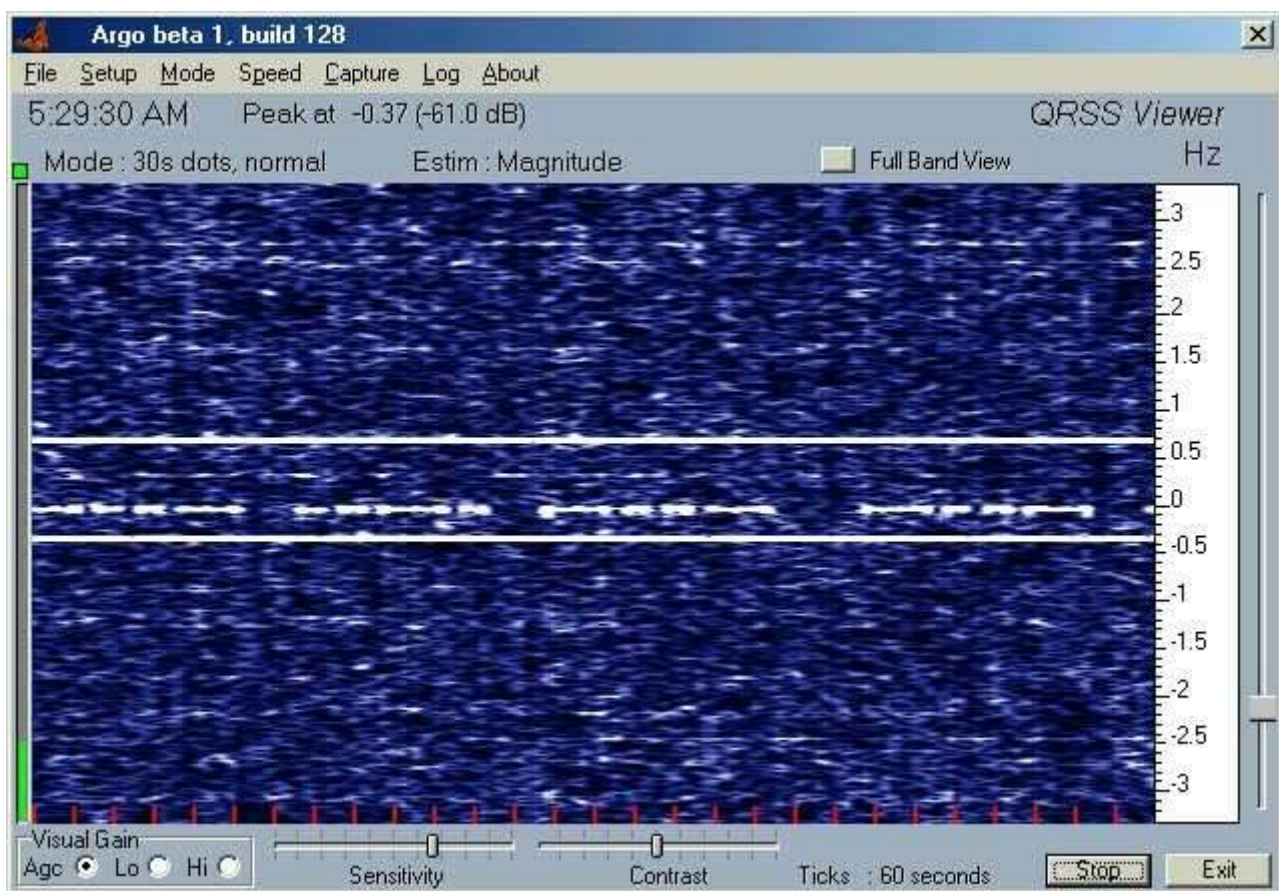 Argo beta 1, build 128
File Setup Mode Speed Capture Log About
5:29:30 AM Peak at -0.37 (-61.0 dB) QRSS Viewer
Mode : 30s dots, normal Estim : Magnitude Full Band View Hz
3
2.5
2
1.5
1
0.5
0
-0.5
-1
-1.5
-2
-2.5
-3
Visual Gain
Agc Lo Hi Sensitivity Contrast Ticks : 60 seconds Stop Exit